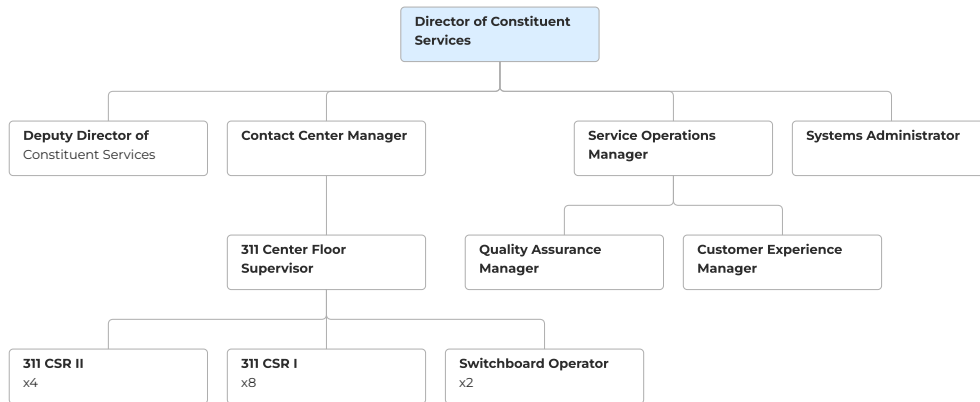 Director of Constituent
Services
Deputy Director of
Constituent Services
Contact Center Manager
Service Operations
Manager
Systems Administrator
311 Center Floor
Supervisor
Quality Assurance
Manager
Customer Experience
Manager
311 CSR II
x4
311 CSR I
x8
Switchboard Operator
x2